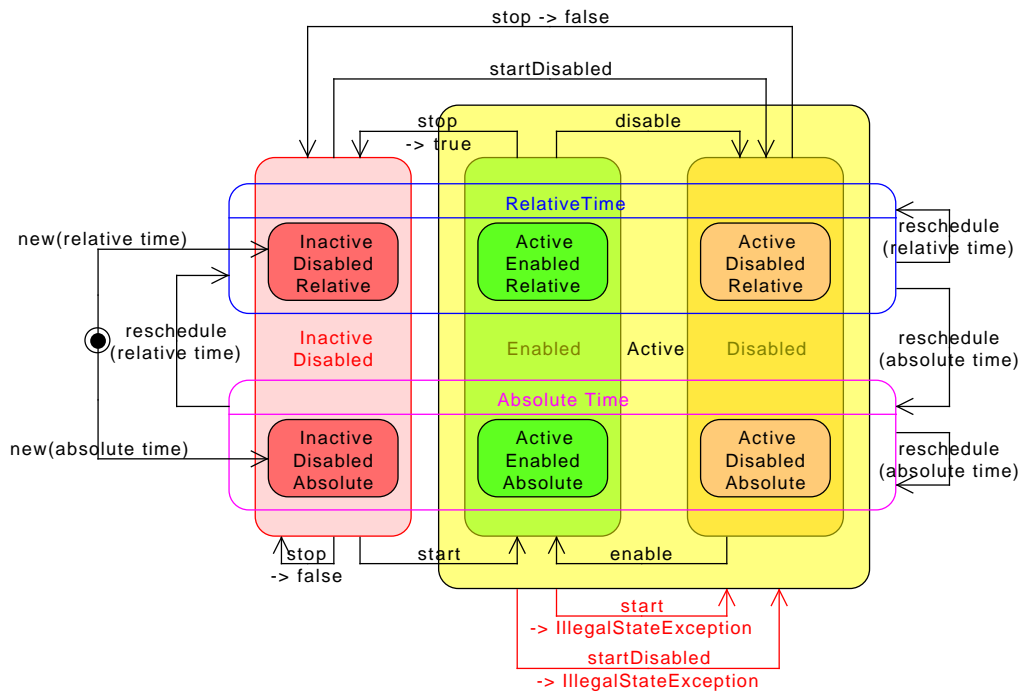 stop -> false
startDisabled
stop
-> true
disable
RelativeTime
new(relative time)
Inactive
Disabled
Relative
Active
Enabled
Relative
Active
Disabled
Relative
reschedule
(relative time)
reschedule
(relative time)
Inactive
Disabled
Enabled
Active
Disabled
reschedule
(absolute time)
Absolute Time
new(absolute time)
Inactive
Disabled
Absolute
Active
Enabled
Absolute
Active
Disabled
Absolute
reschedule
(absolute time)
stop
-> false
start
enable
start
-> IllegalStateException
startDisabled
-> IllegalStateException